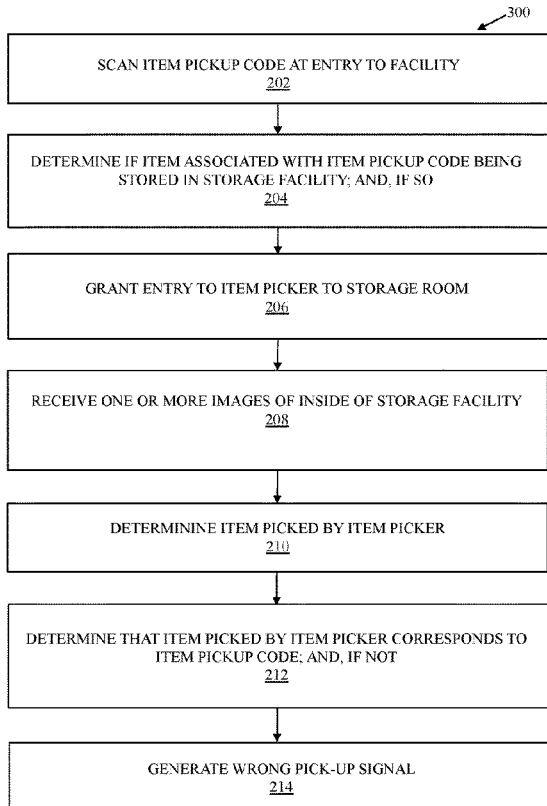 300
SCAN ITEM PICKUP CODE AT ENTRY TO FACILITY
202
DETERMINE IF ITEM ASSOCIATED WITH ITEM PICKUP CODE BEING
STORED IN STORAGE FACILITY; AND, IF SO
204
GRANT ENTRY TO ITEM PICKER TO STORAGE ROOM
206
RECEIVE ONE OR MORE IMAGES OF INSIDE OF STORAGE FACILITY
208
DETERMININE ITEM PICKED BY ITEM PICKER
210
DETERMINE THAT ITEM PICKED BY ITEM PICKER CORRESPONDS TO
ITEM PICKUP CODE; AND, IF NOT
212
GENERATE WRONG PICK-UP SIGNAL
214